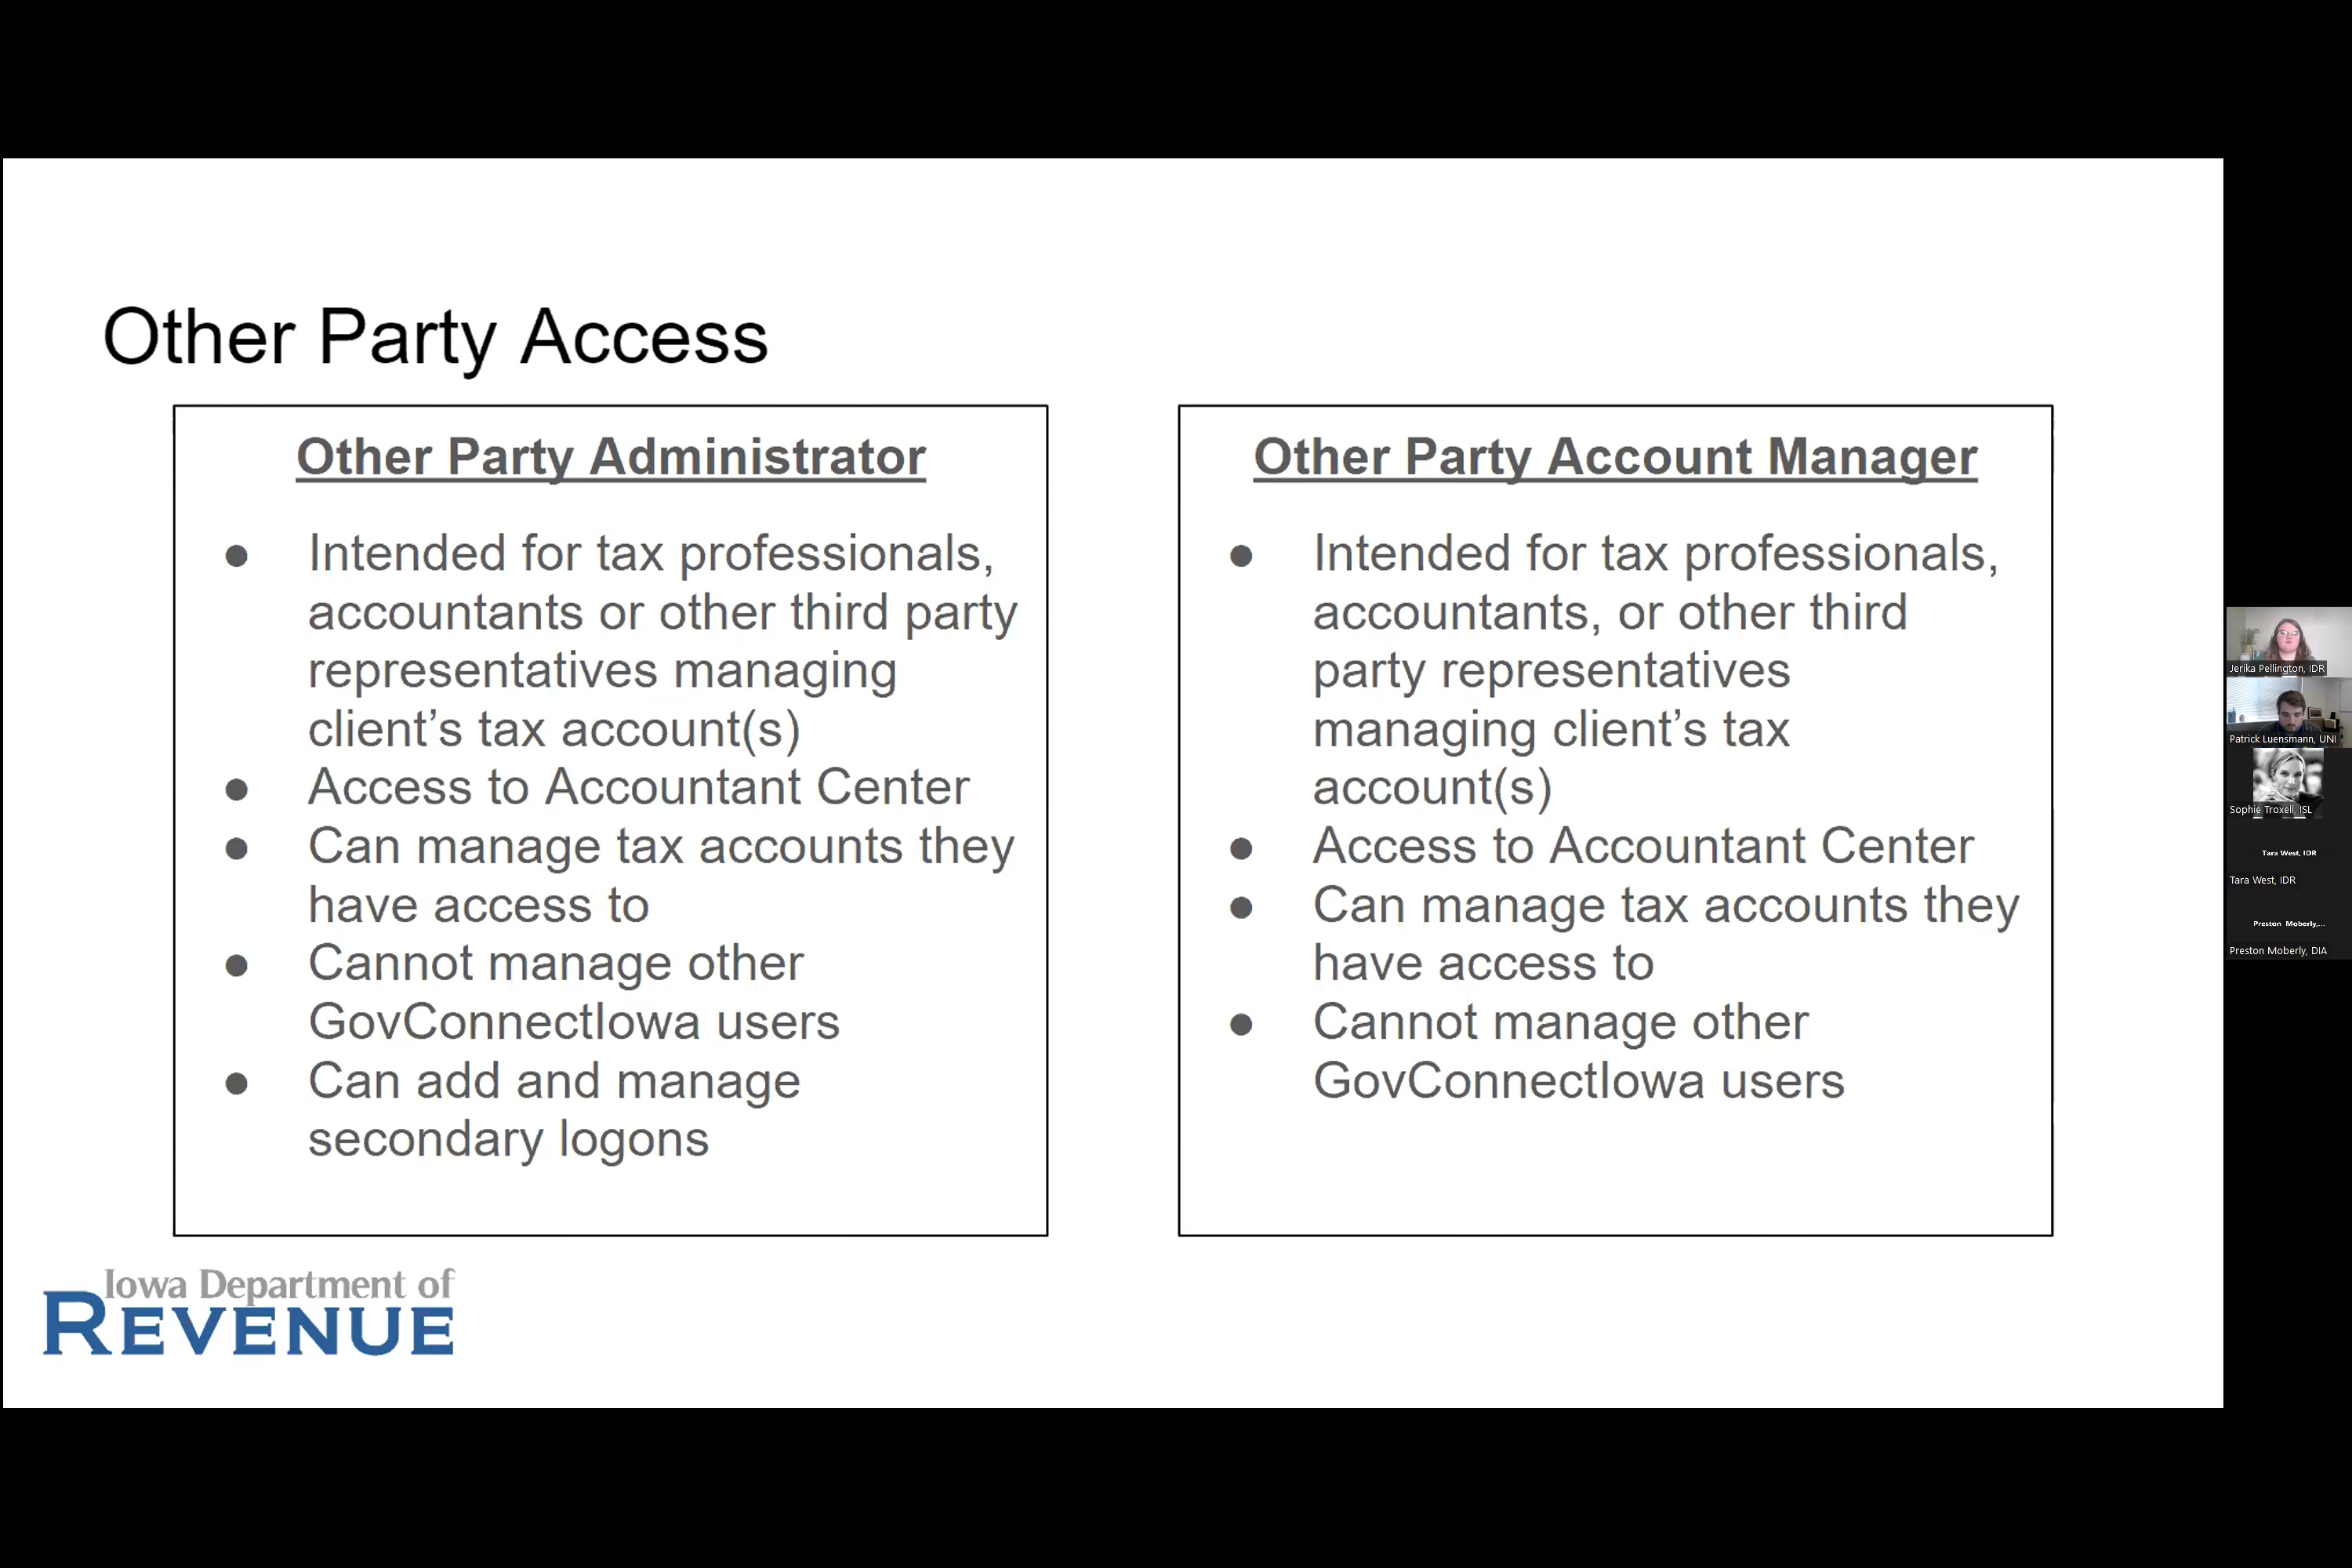 Other Party Access
Other Party Administrator
● Intended for tax professionals,
accountants or other third party
representatives managing
client’s tax account(s)
● Access to Accountant Center
● Can manage tax accounts they
have access to
● Cannot manage other
GovConnectIowa users
● Can add and manage
secondary logons
Other Party Account Manager
● Intended for tax professionals,
accountants, or other third
party representatives
managing client’s tax
account(s)
● Access to Accountant Center
● Can manage tax accounts they
have access to
● Cannot manage other
GovConnectIowa users
Iowa Department of
REVENUE
Jerika Pellington, IDR
Patrick Luensmann, UNI
Sophie Troxell, ISL
Tara West, IDR
Tara West, IDR
Preston Moberly,...
Preston Moberly, DIA